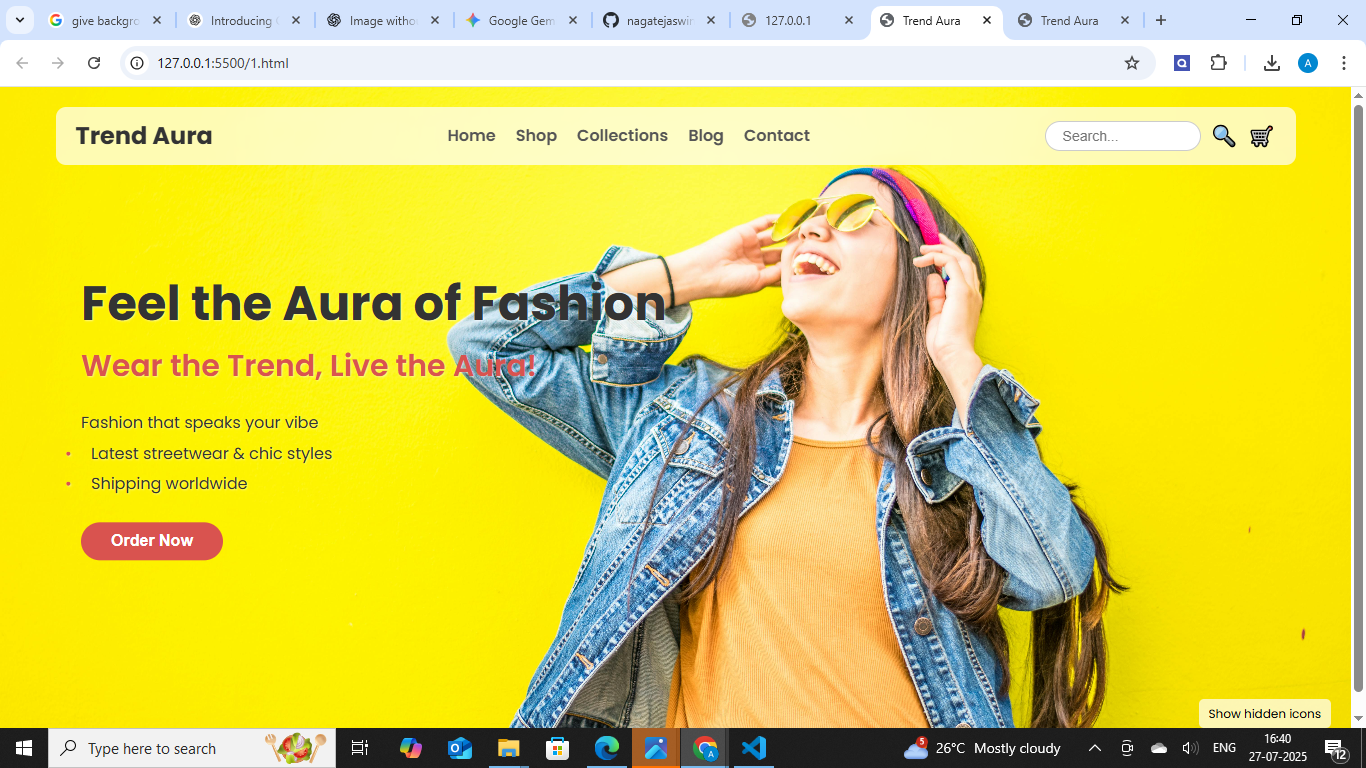 give backgro
Introducing
Image witho
Google Gem
nagatejaswir
127.0.0.1
Trend Aura
Trend Aura
127.0.0.1:5500/1.html
A
Trend Aura
Home
Shop
Collections
Blog
Contact
Search...
Feel the Aura of Fashion
Wear the Trend, Live the Aura!
Fashion that speaks your vibe
• Latest streetwear & chic styles
• Shipping worldwide
Order Now
Show hidden icons
Type here to search
5
26°C Mostly cloudy
ENG
16:40
27-07-2025
12